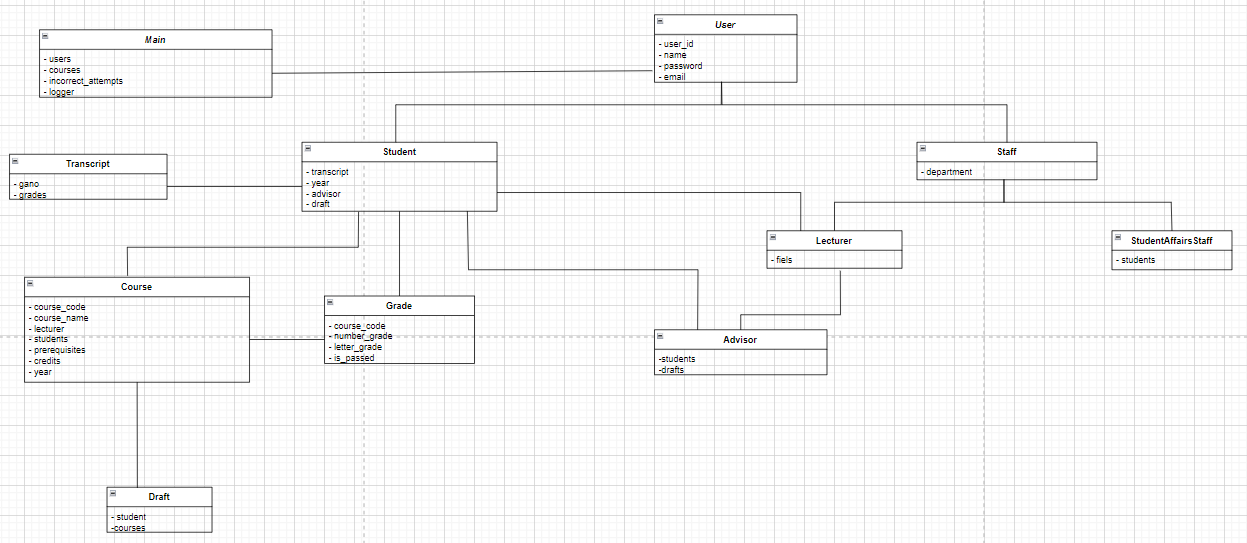 Main
- users
- courses
- incorrect_attempts
- logger
User
- user_id
- name
- password
- email
Transcript
- gano
- grades
Student
- transcript
- year
- advisor
- draft
Staff
- department
Lecturer
- fiels
StudentAffairsStaff
- students
Course
- course_code
- course_name
- lecturer
- students
- prerequisites
- credits
- year
Grade
- course_code
- number_grade
- letter_grade
- is_passed
Advisor
-students
-drafts
Draft
- student
-courses